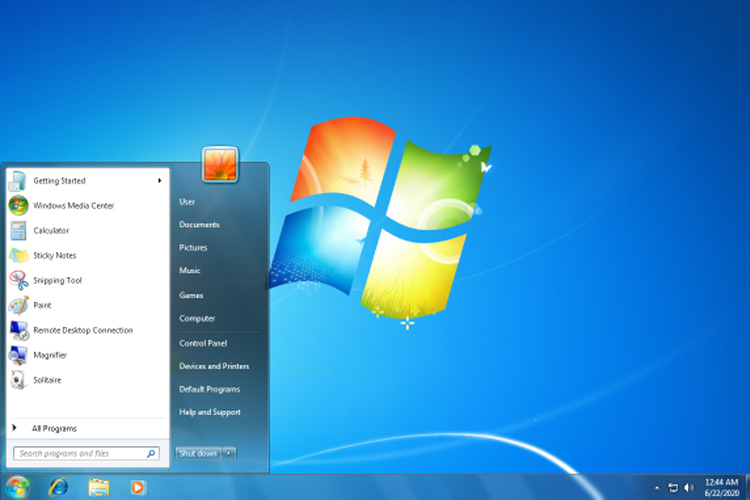 Getting Started
Windows Media Center
Calculator
Sticky Notes
Snipping Tool
Paint
Remote Desktop Connection
Magnifier
Solitaire
All Programs
Search programs and files
User
Documents
Pictures
Music
Games
Computer
Control Panel
Devices and Printers
Default Programs
Help and Support
Shut down
12:44 AM
6/22/2020